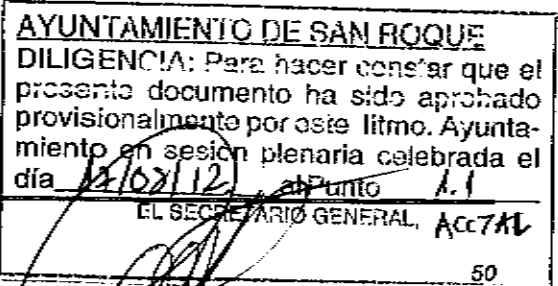 AYUNTAMIENTO DE SAN ROQUE
DILIGENCIA: Para hacer constar que el
presente documento ha sido aprobado
provisionalmente por este Iltmo. Ayunta-
miento en sesión plenaria celebrada el
día al Punto 1.1
EL SECRETARIO GENERAL, ACCTAL
50